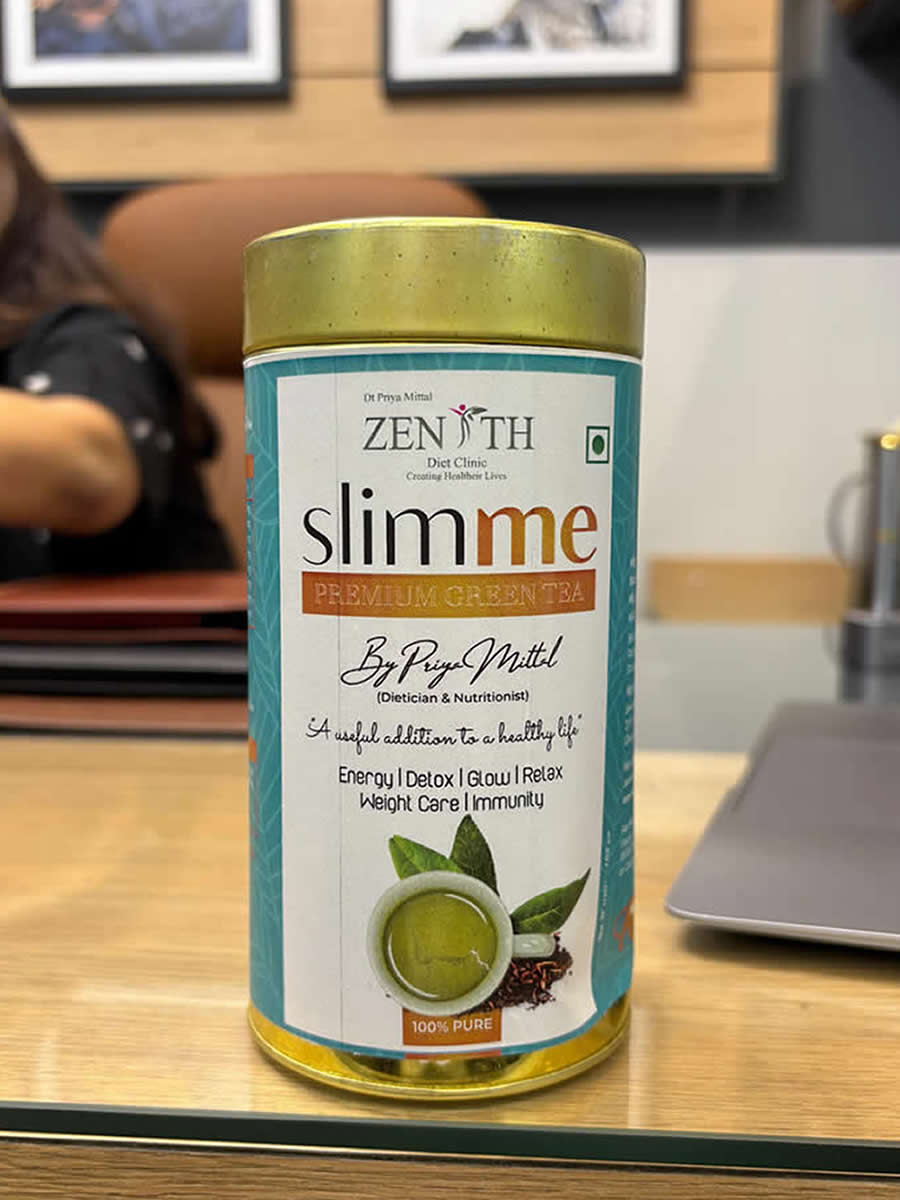 Dt Priya Mittal
ZENITH
Diet Clinic
Creating Healtheir Lives
slimme
PREMIUM GREEN TEA
By Priya Mittal
(Dietician & Nutritionist)
"A useful addition to a healthy life"
Energy | Detox | Glow | Relax
Weight Care | Immunity
100% PURE